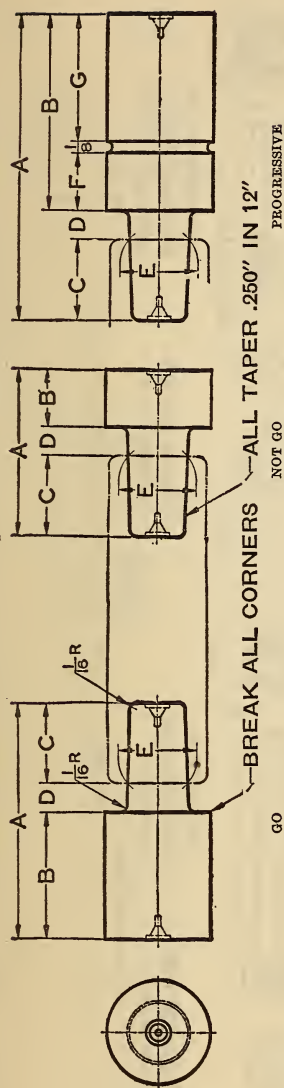 A
B
D
C
1/16 R
1/16 R
E
A
C
D
B
E
A
C
D
F
1/8
G
B
E
BREAK ALL CORNERS
ALL TAPER .250" IN 12"
GO
NOT GO
PROGRESSIVE